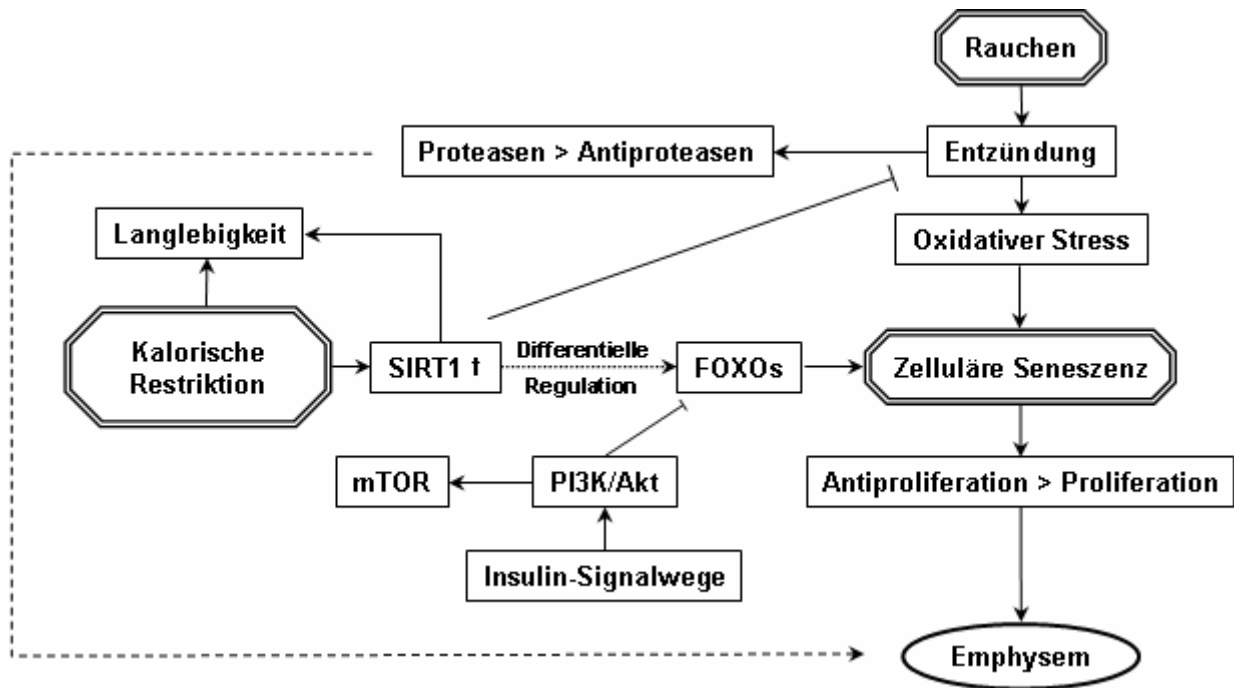 Rauchen
Proteasen > Antiproteasen
Entzündung
Langlebigkeit
Oxidativer Stress
Kalorische
Restriktion
SIRT1 ↑
Differentielle
Regulation
FOXOs
Zelluläre Seneszenz
mTOR
PI3K/Akt
Antiproliferation > Proliferation
Insulin-Signalwege
Emphysem